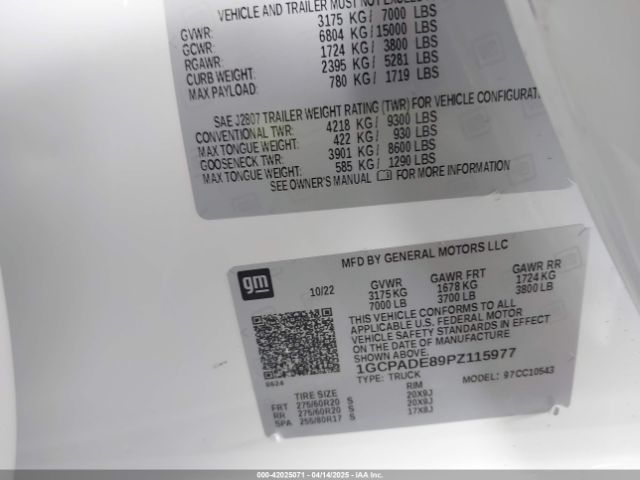 VEHICLE AND TRAILER MUST NOT EXCEED
GVWR: 3175 KG/ 7000 LBS
GCWR: 6804 KG/15000 LBS
RGAWR: 1724 KG/ 3800 LBS
CURB WEIGHT: 2395 KG/ 5281 LBS
MAX PAYLOAD: 780 KG/ 1719 LBS
SAE J2807 TRAILER WEIGHT RATING (TWR) FOR VEHICLE CONFIGURAT
CONVENTIONAL TWR: 4218 KG/ 9300 LBS
MAX TONGUE WEIGHT: 422 KG/ 930 LBS
GOOSENECK TWR: 3901 KG/ 8600 LBS
MAX TONGUE WEIGHT: 585 KG/ 1290 LBS
SEE OWNER'S MANUAL FOR MORE INFORMATION
MFD BY GENERAL MOTORS LLC
gm
10/22
GVWR GAWR FRT GAWR RR
3175 KG 1678 KG 1724 KG
7000 LB 3700 LB 3800 LB
THIS VEHICLE CONFORMS TO ALL
APPLICABLE U.S. FEDERAL MOTOR
VEHICLE SAFETY STANDARDS IN EFFECT
ON THE DATE OF MANUFACTURE
SHOWN ABOVE.
1GCPADE89PZ115977
TYPE: TRUCK MODEL: 97CC10543
0624
TIRE SIZE RIM
FRT 275/60R20 S 20X9J
RR 275/60R20 S 20X9J
SPA 255/80R17 S 17X8J
000-42025071 - 04/14/2025 - IAAI.COM